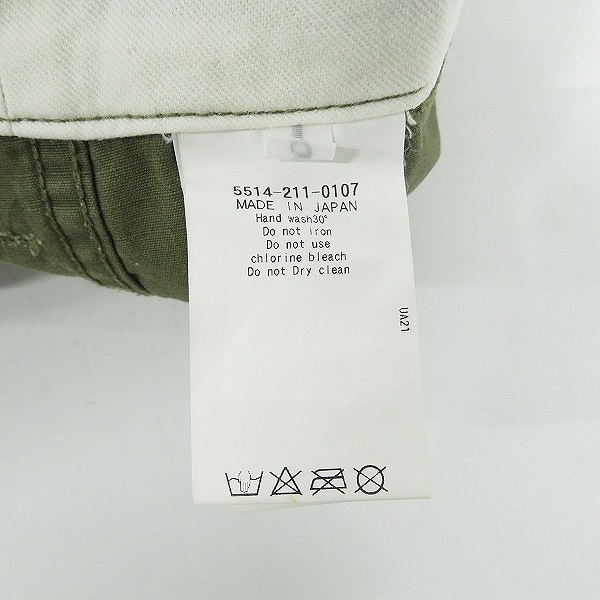 5514-211-0107
MADE IN JAPAN
Hand wash30°
Do not iron
Do not use
chlorine bleach
Do not Dry clean
UA21